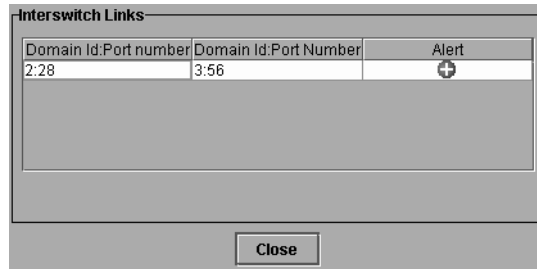 Interswitch Links
Domain Id:Port number Domain Id:Port Number Alert
2:28 3:56
Close